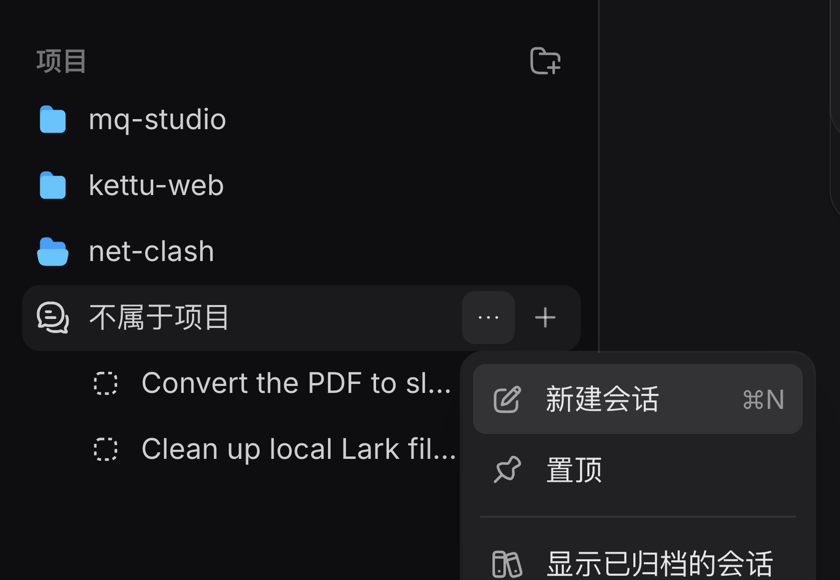 项目
mq-studio
kettu-web
net-clash
不属于项目
Convert the PDF to sl...
Clean up local Lark fil...
新建会话 ⌘N
置顶
显示已归档的会话